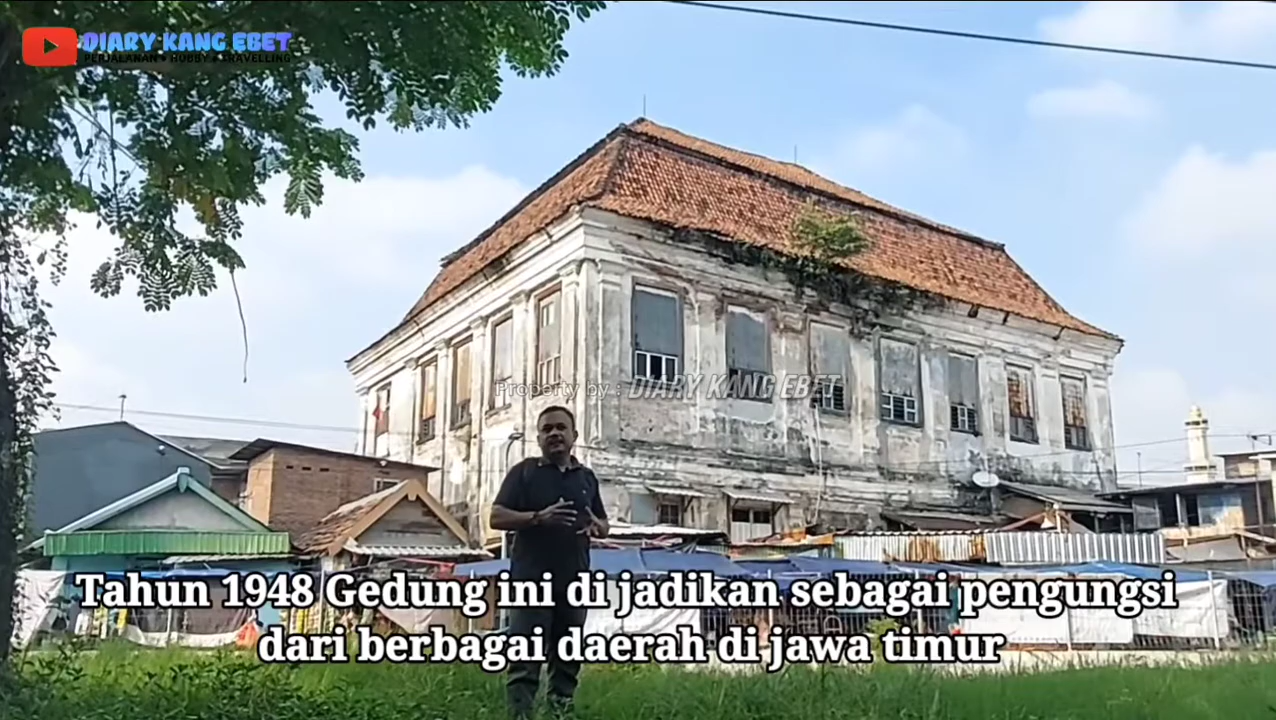 DIARY KANG EBET
PERJALANAN • HOBBY • TRAVELLING
Property by : DIARY KANG EBET
Tahun 1948 Gedung ini di jadikan sebagai pengungsi
dari berbagai daerah di jawa timur